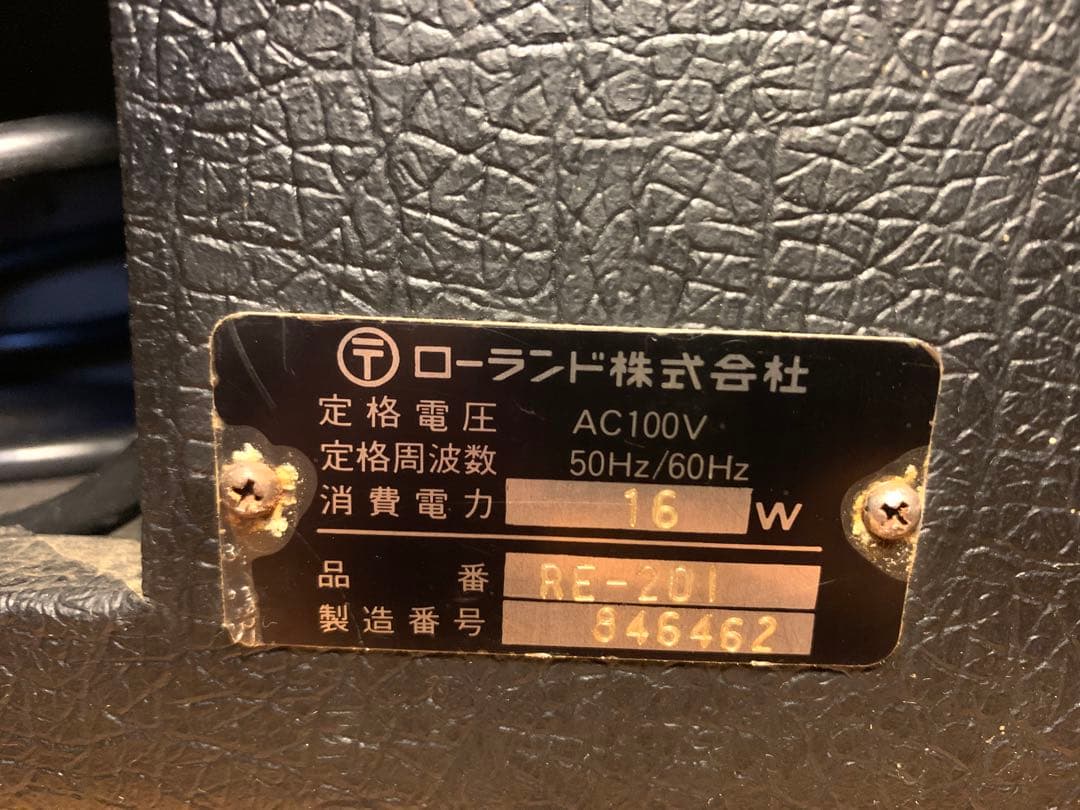 〶 ローランド株式会社
定格電圧 AC100V
定格周波数 50Hz/60Hz
消費電力 16 W
品番 RE-201
製造番号 846462